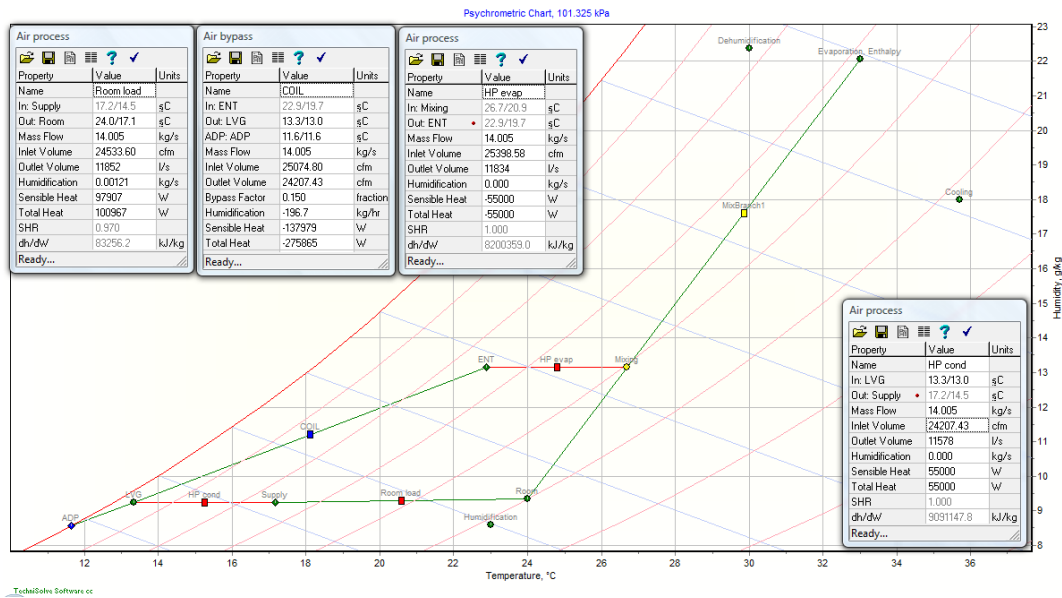 Psychrometric Chart, 101.325 kPa
Air process
Property Value Units
Name Room load
In: Supply 17.2/14.5 §C
Out: Room 24.0/17.1 §C
Mass Flow 14.005 kg/s
Inlet Volume 24533.60 cfm
Outlet Volume 11852 l/s
Humidification 0.00121 kg/s
Sensible Heat 97907 W
Total Heat 100967 W
SHR 0.970
dh/dW 83256.2 kJ/kg
Ready...
Air bypass
Property Value Units
Name COIL
In: ENT 22.9/19.7 §C
Out: LVG 13.3/13.0 §C
ADP: ADP 11.6/11.6 §C
Mass Flow 14.005 kg/s
Inlet Volume 25074.80 cfm
Outlet Volume 24207.43 cfm
Bypass Factor 0.150 fraction
Humidification -196.7 kg/hr
Sensible Heat -137979 W
Total Heat -275865 W
dh/dW 5048.8 kJ/kg
Ready...
Air process
Property Value Units
Name HP evap
In: Mixing 26.7/20.9 §C
Out: ENT 22.9/19.7 §C
Mass Flow 14.005 kg/s
Inlet Volume 25398.58 cfm
Outlet Volume 11834 l/s
Humidification 0.000 kg/s
Sensible Heat -55000 W
Total Heat -55000 W
SHR 1.000
dh/dW 8200359.0 kJ/kg
Ready...
Air process
Property Value Units
Name HP cond
In: LVG 13.3/13.0 §C
Out: Supply 17.2/14.5 §C
Mass Flow 14.005 kg/s
Inlet Volume 24207.43 cfm
Outlet Volume 11578 l/s
Humidification 0.000 kg/s
Sensible Heat 55000 W
Total Heat 55000 W
SHR 1.000
dh/dW 9091147.8 kJ/kg
Ready...
Dehumidification
Evaporation, Enthalpy
Cooling
MixBranch1
ENT
HP evap
Mixing
COIL
LVG
HP cond
Supply
Room load
Room
ADP
Humidification
23
22
21
20
19
18
17
16
15
14
13
12
11
10
9
8
Humidity, g/kg
12 14 16 18 20 22 24 26 28 30 32 34 36
Temperature, °C
TechniSolve Software cc